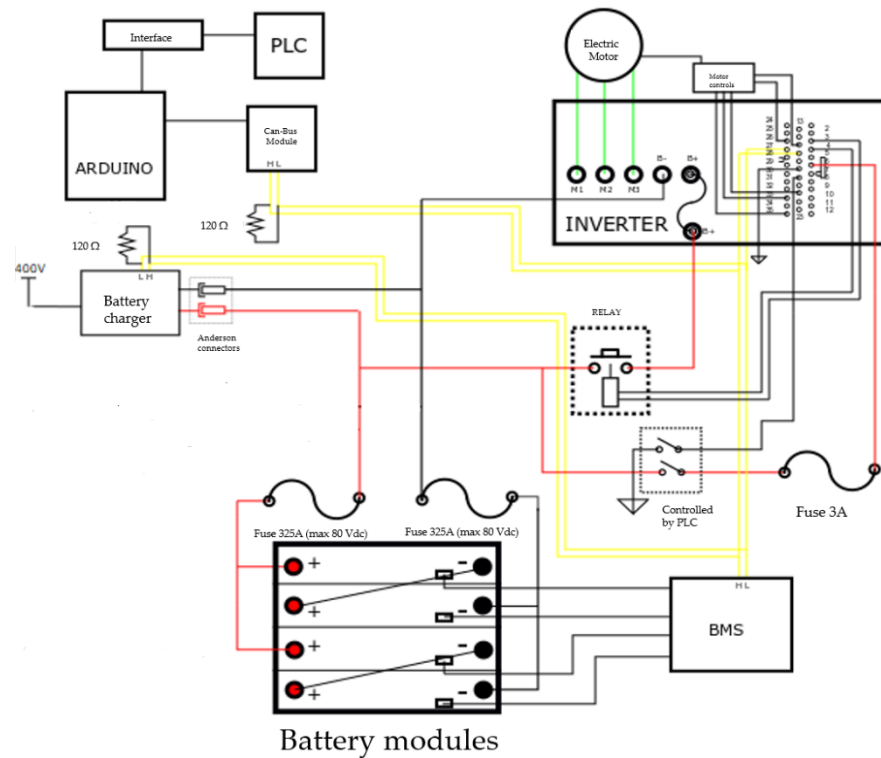 Interface
PLC
Electric
Motor
Motor
controls
ARDUINO
Can-Bus
Module
H L
120 Ω
M1
M2
M3
B-
B+
B+
INVERTER
2
3
4
5
8
9
10
11
12
120 Ω
400V
L H
Battery
charger
Anderson
connectors
RELAY
Controlled
by PLC
Fuse 3A
Fuse 325A (max 80 Vdc)
Fuse 325A (max 80 Vdc)
+
-
+
-
+
-
+
-
H L
BMS
Battery modules